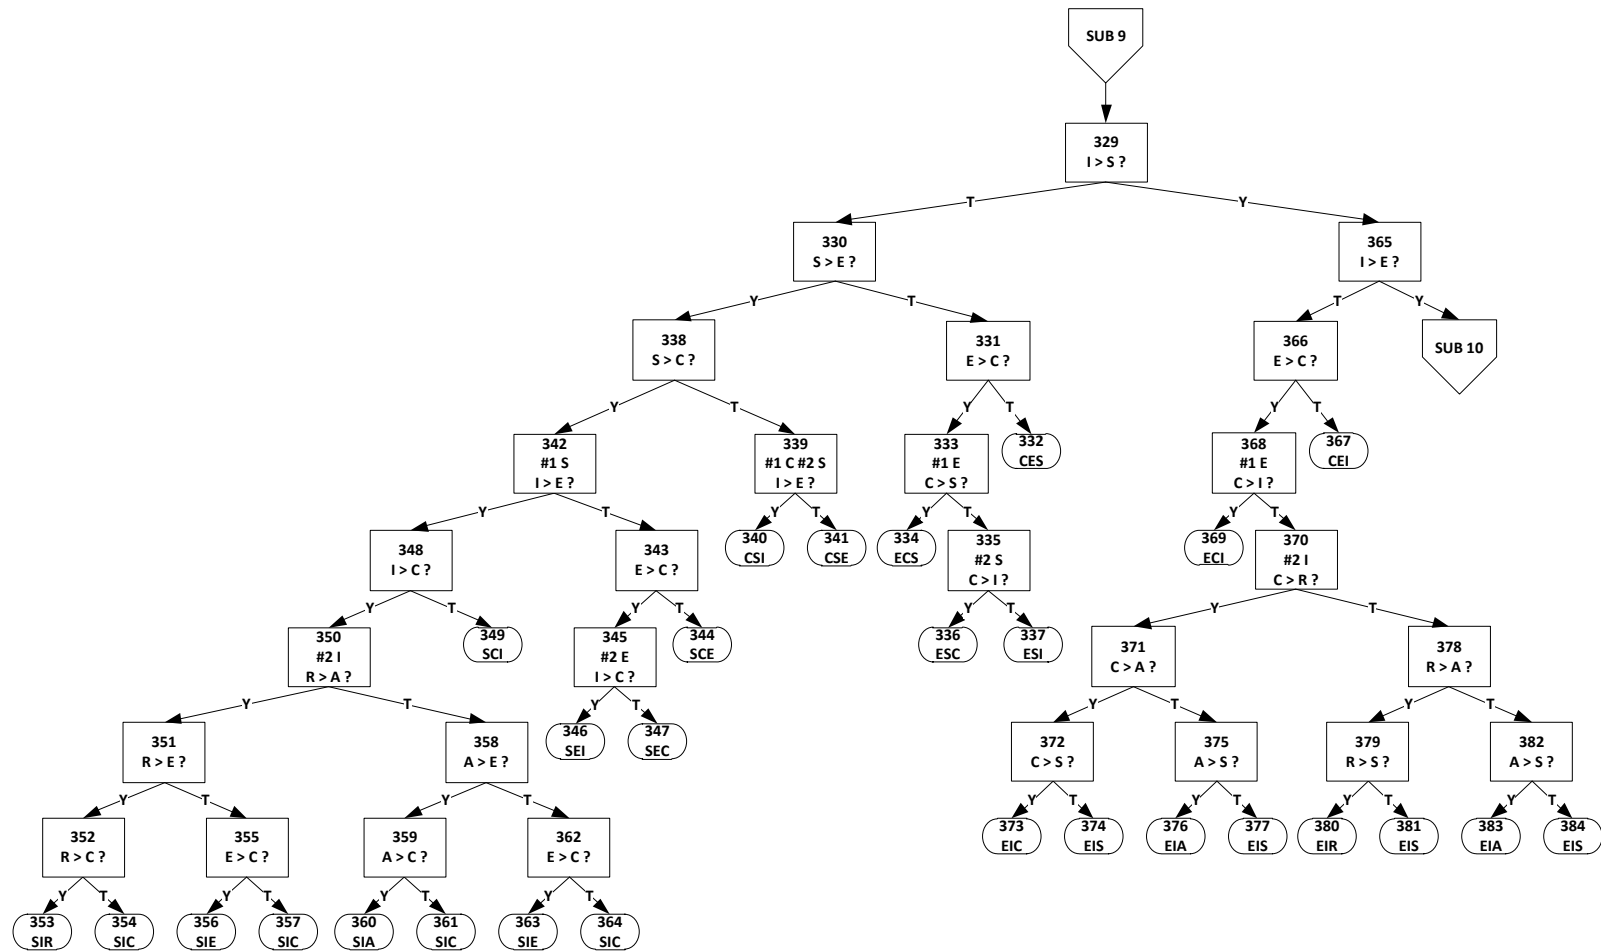 SUB 9
329
I > S ?
T
Y
330
S > E ?
365
I > E ?
Y
T
T
Y
338
S > C ?
331
E > C ?
366
E > C ?
SUB 10
Y
T
Y
T
Y
T
342
#1 S
I > E ?
339
#1 C #2 S
I > E ?
333
#1 E
C > S ?
332
CES
368
#1 E
C > I ?
367
CEI
Y
T
Y
T
Y
T
Y
T
348
I > C ?
343
E > C ?
340
CSI
341
CSE
334
ECS
335
#2 S
C > I ?
369
ECI
370
#2 I
C > R ?
Y
T
Y
T
Y
T
Y
T
350
#2 I
R > A ?
349
SCI
345
#2 E
I > C ?
344
SCE
336
ESC
337
ESI
371
C > A ?
378
R > A ?
Y
T
Y
T
Y
T
Y
T
351
R > E ?
358
A > E ?
346
SEI
347
SEC
372
C > S ?
375
A > S ?
379
R > S ?
382
A > S ?
Y
T
Y
T
Y
T
Y
T
Y
T
Y
T
352
R > C ?
355
E > C ?
359
A > C ?
362
E > C ?
373
EIC
374
EIS
376
EIA
377
EIS
380
EIR
381
EIS
383
EIA
384
EIS
Y
T
Y
T
Y
T
Y
T
353
SIR
354
SIC
356
SIE
357
SIC
360
SIA
361
SIC
363
SIE
364
SIC